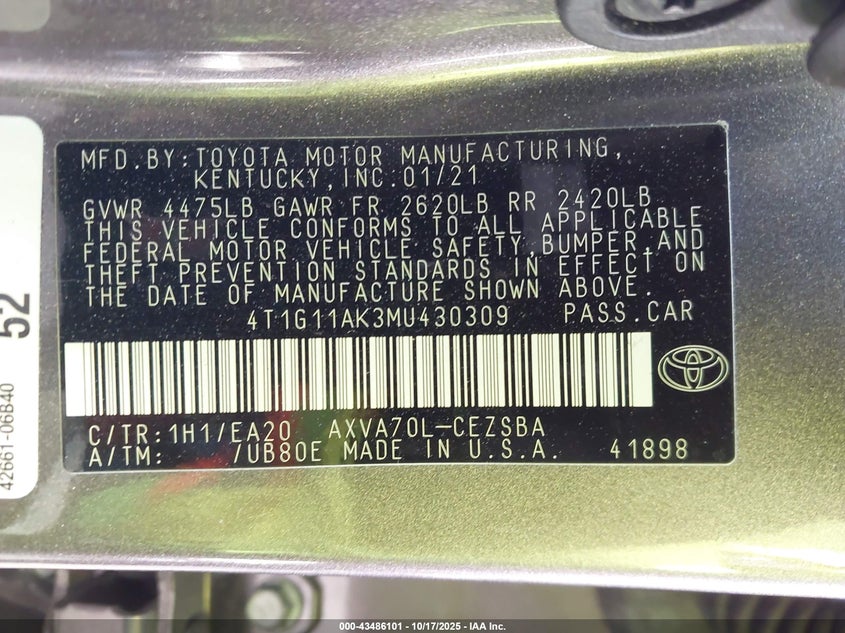 MFD.BY:TOYOTA MOTOR MANUFACTURING,
KENTUCKY,INC.01/21
GVWR 4475LB GAWR FR 2620LB RR 2420LB
THIS VEHICLE CONFORMS TO ALL APPLICABLE
FEDERAL MOTOR VEHICLE SAFETY,BUMPER,AND
THEFT PREVENTION STANDARDS IN EFFECT ON
THE DATE OF MANUFACTURE SHOWN ABOVE.
4T1G11AK3MU430309 PASS.CAR
C/TR:1H1/EA20 AXVA70L-CEZSBA
A/TM: /UB80E MADE IN U.S.A. 41898
52
42661-06B40
000-43486101 - 10/17/2025 - IAA Inc.